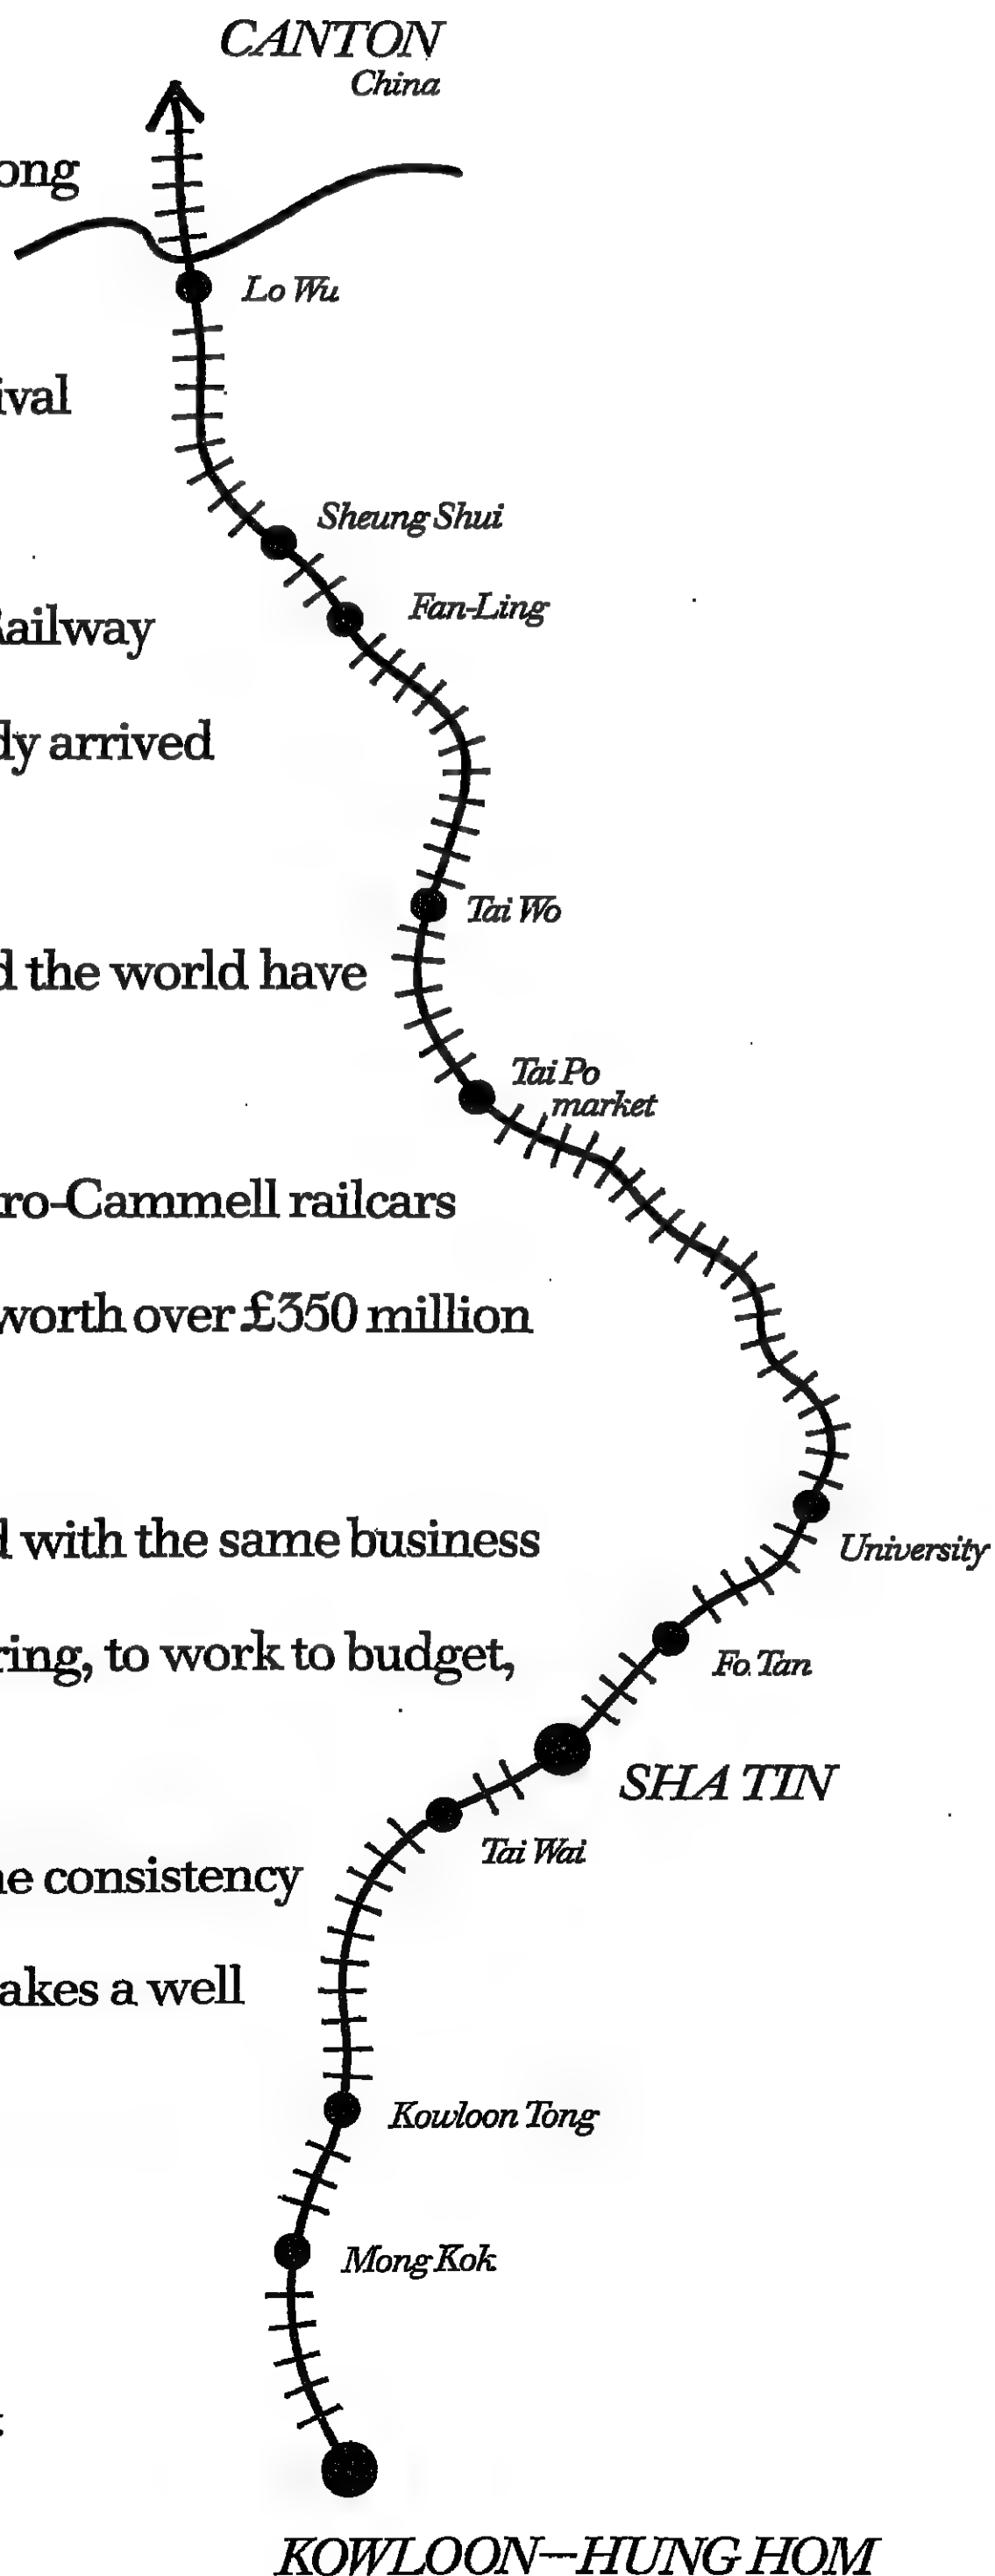 CANTON
China
ong
Lo Wu
ival
Sheung Shui
Fan-Ling
Railway
dy arrived
Tai Wo
d the world have
Tai Po
market
ro-Cammell railcars
worth over £350 million
University
d with the same business
ring, to work to budget,
Fo Tan
SHA TIN
Tai Wai
ne consistency
akes a well
Kowloon Tong
Mong Kok
KOWLOON—HUNG HOM